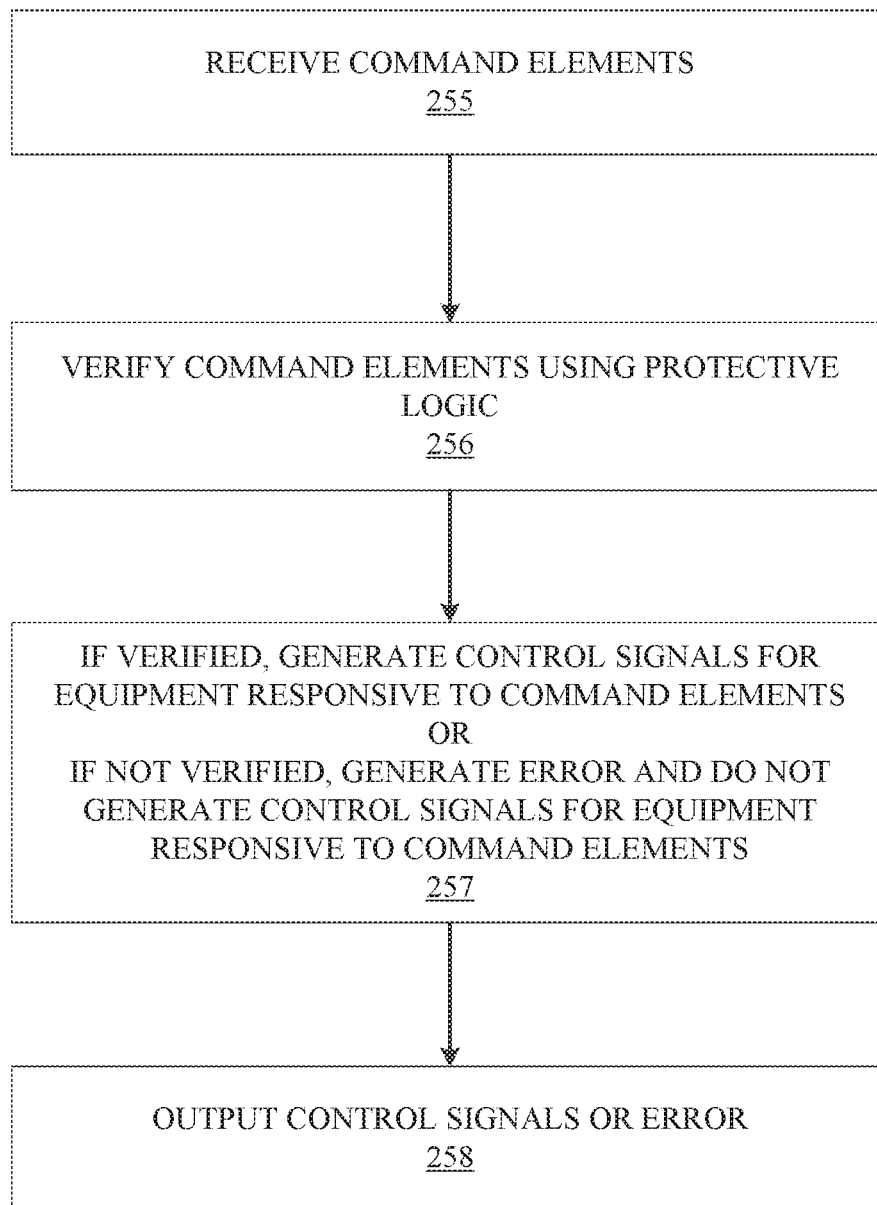 RECEIVE COMMAND ELEMENTS
255
VERIFY COMMAND ELEMENTS USING PROTECTIVE
LOGIC
256
IF VERIFIED, GENERATE CONTROL SIGNALS FOR
EQUIPMENT RESPONSIVE TO COMMAND ELEMENTS
OR
IF NOT VERIFIED, GENERATE ERROR AND DO NOT
GENERATE CONTROL SIGNALS FOR EQUIPMENT
RESPONSIVE TO COMMAND ELEMENTS
257
OUTPUT CONTROL SIGNALS OR ERROR
258